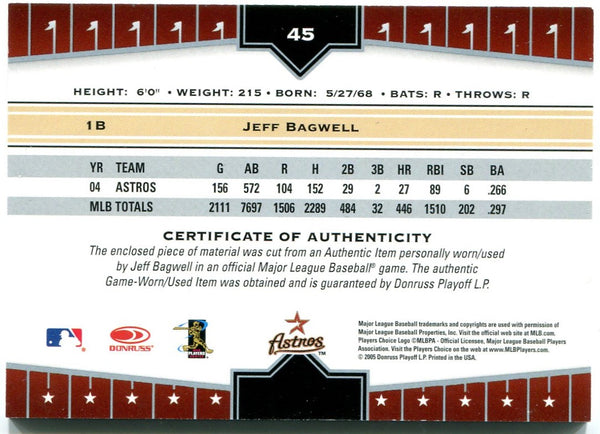 45
HEIGHT: 6'0" • WEIGHT: 215 • BORN: 5/27/68 • BATS: R • THROWS: R
1B JEFF BAGWELL
YR TEAM G AB R H 2B 3B HR RBI SB BA
04 ASTROS 156 572 104 152 29 2 27 89 6 .266
MLB TOTALS 2111 7697 1506 2289 484 32 446 1510 202 .297
CERTIFICATE OF AUTHENTICITY
The enclosed piece of material was cut from an Authentic Item personally worn/used
by Jeff Bagwell in an official Major League Baseball® game. The authentic
Game-Worn/Used Item was obtained and is guaranteed by Donruss Playoff L.P.
DONRUSS
PLAYERS
Astros
TM
Major League Baseball trademarks and copyrights are used with permission of
Major League Baseball Properties, Inc. Visit the official website at MLB.com.
Players Choice Logo ©MLBPA - Official Licensee, Major League Baseball Players
Association. Visit the Players Choice on the web at www.MLBPlayers.com.
© 2005 Donruss Playoff L.P. Printed in the USA.